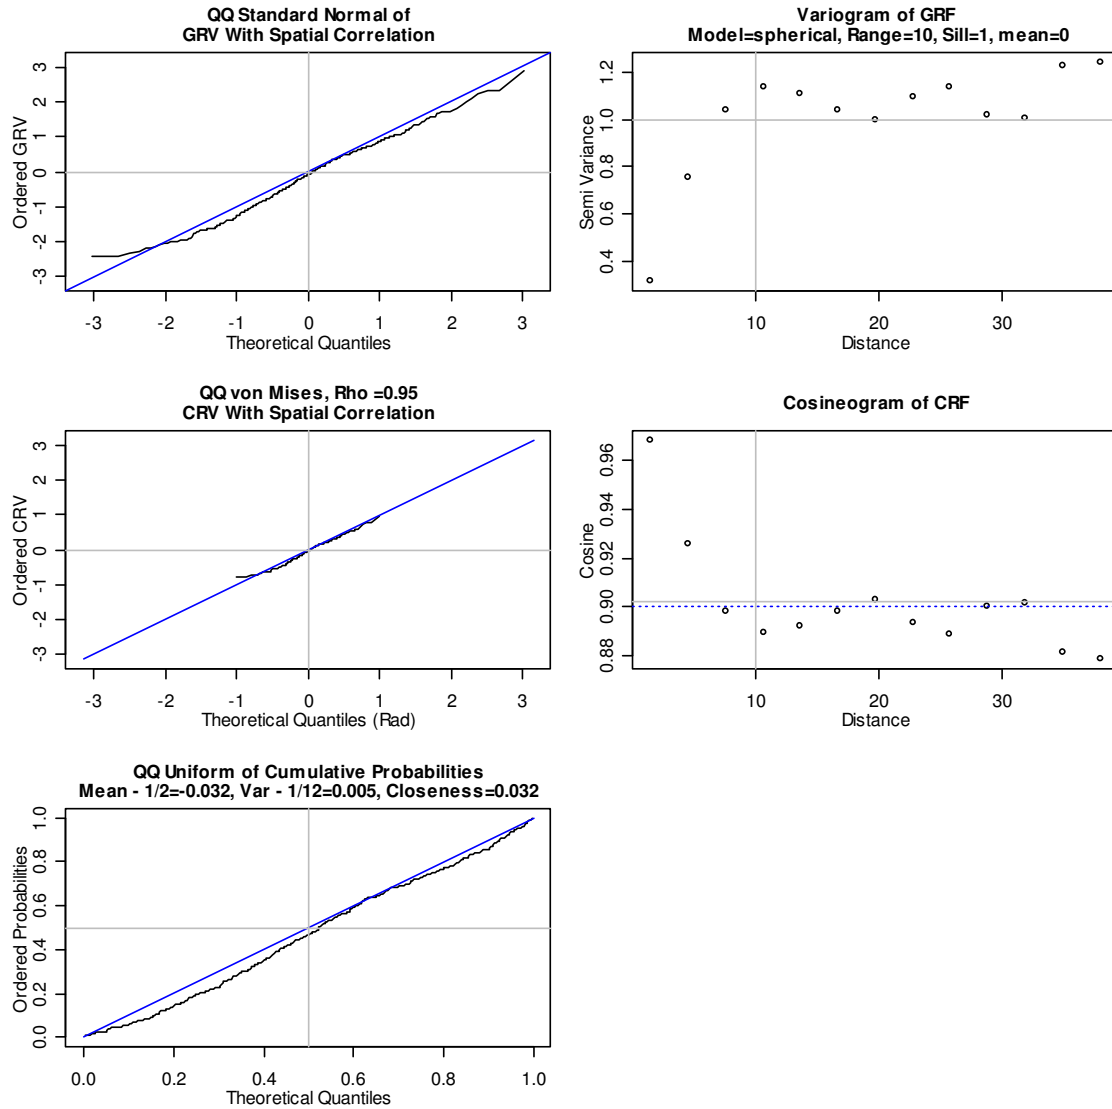 QQ Standard Normal of
GRV With Spatial Correlation
Ordered GRV
3
2
1
0
-1
-2
-3
-3 -2 -1 0 1 2 3
Theoretical Quantiles
Variogram of GRF
Model=spherical, Range=10, Sill=1, mean=0
Semi Variance
1.2
1.0
0.8
0.6
0.4
10 20 30
Distance
QQ von Mises, Rho =0.95
CRV With Spatial Correlation
Ordered CRV
3
2
1
0
-1
-2
-3
-3 -2 -1 0 1 2 3
Theoretical Quantiles (Rad)
Cosineogram of CRF
Cosine
0.96
0.94
0.92
0.90
0.88
10 20 30
Distance
QQ Uniform of Cumulative Probabilities
Mean - 1/2=-0.032, Var - 1/12=0.005, Closeness=0.032
Ordered Probabilities
1.0
0.8
0.6
0.4
0.2
0.0
0.0 0.2 0.4 0.6 0.8 1.0
Theoretical Quantiles